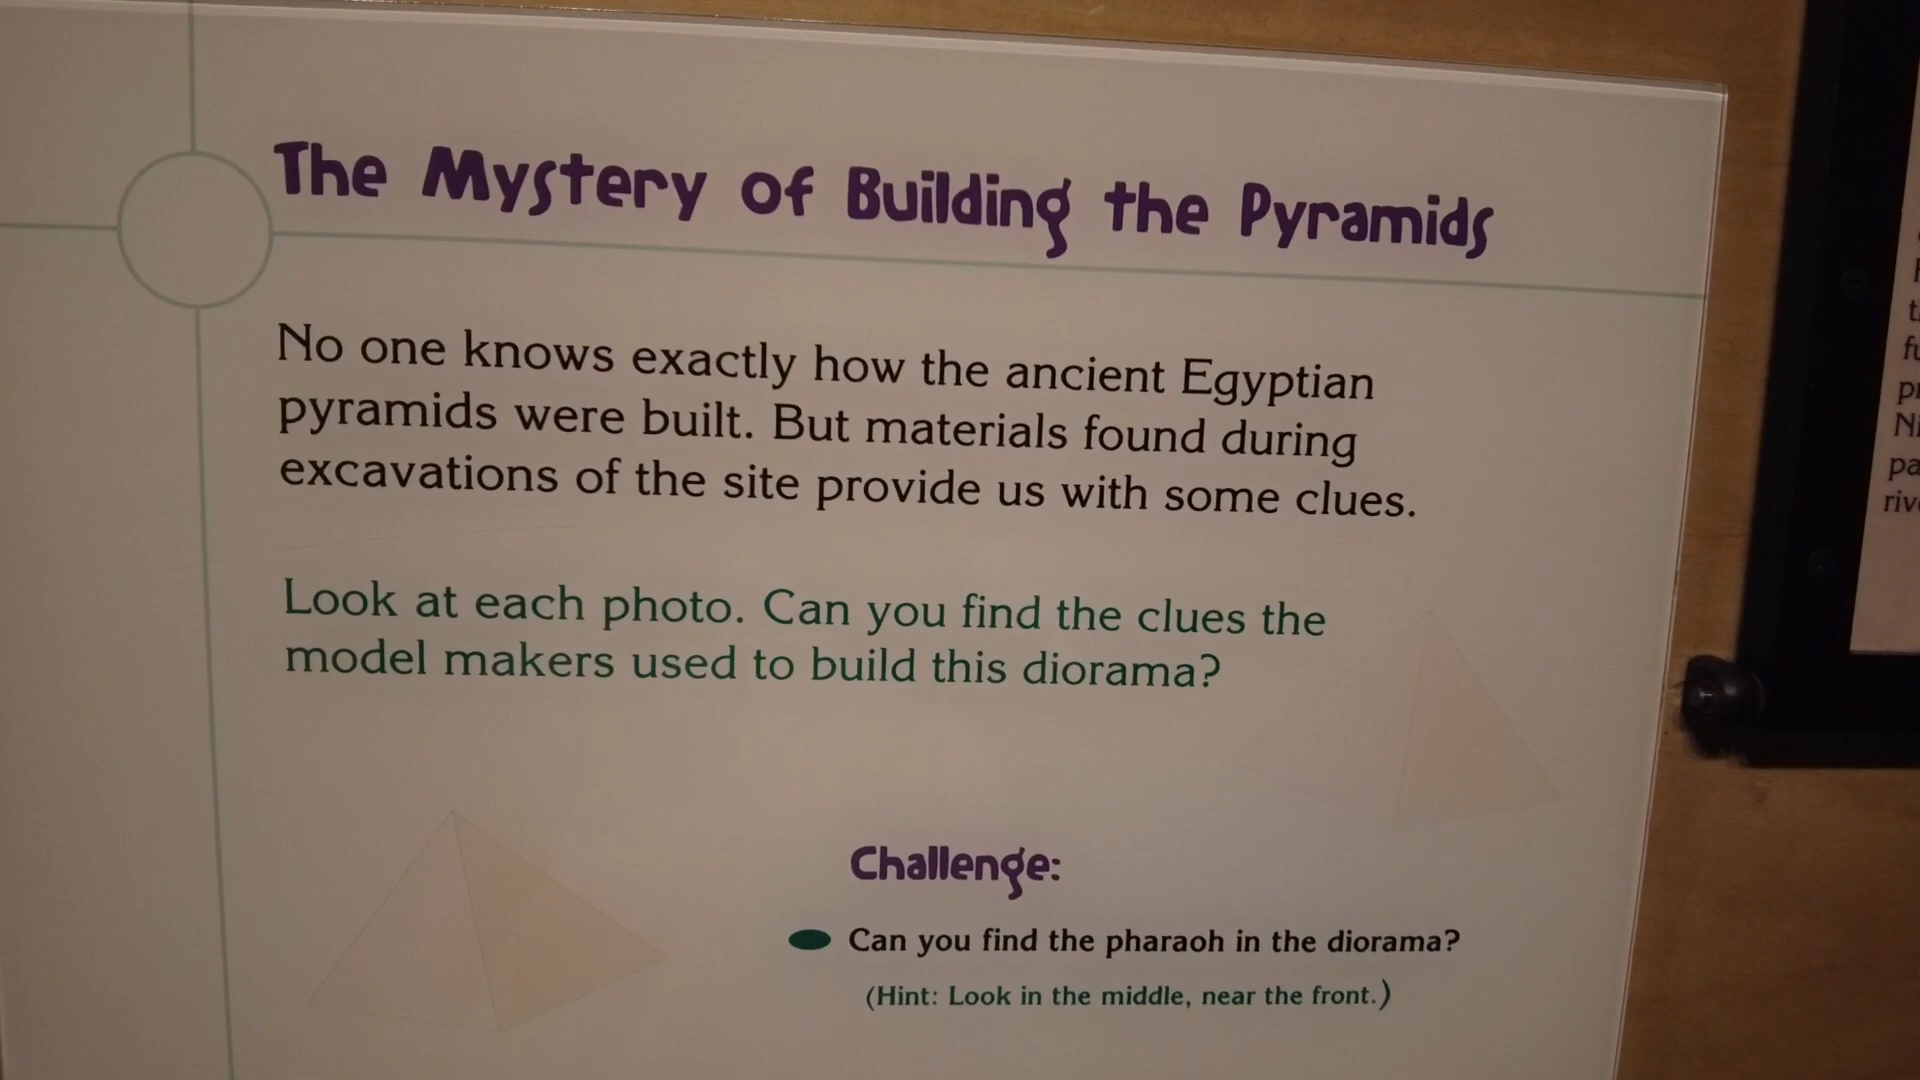 The Mystery of Building the Pyramids
No one knows exactly how the ancient Egyptian
pyramids were built. But materials found during
excavations of the site provide us with some clues.
Look at each photo. Can you find the clues the
model makers used to build this diorama?
Challenge:
Can you find the pharaoh in the diorama?
(Hint: Look in the middle, near the front.)